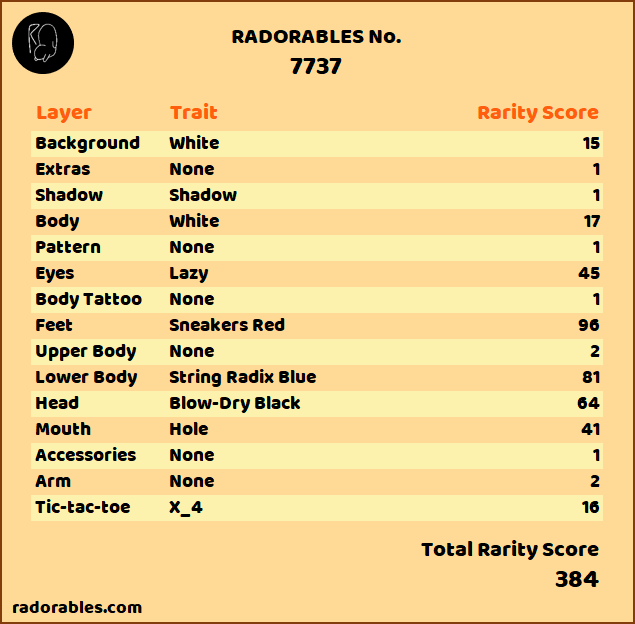 RADORABLES No.
7737
Layer Trait Rarity Score
Background White 15
Extras None 1
Shadow Shadow 1
Body White 17
Pattern None 1
Eyes Lazy 45
Body Tattoo None 1
Feet Sneakers Red 96
Upper Body None 2
Lower Body String Radix Blue 81
Head Blow-Dry Black 64
Mouth Hole 41
Accessories None 1
Arm None 2
Tic-tac-toe X_4 16
Total Rarity Score
384
radorables.com